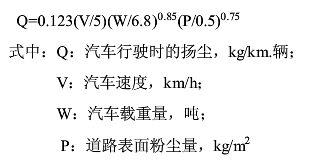 Q=0.123(V/5)(W/6.8)^0.85(P/0.5)^0.75
式中：Q：汽车行驶时的扬尘，kg/km.辆；
V：汽车速度，km/h；
W：汽车载重量，吨；
P：道路表面粉尘量，kg/m²